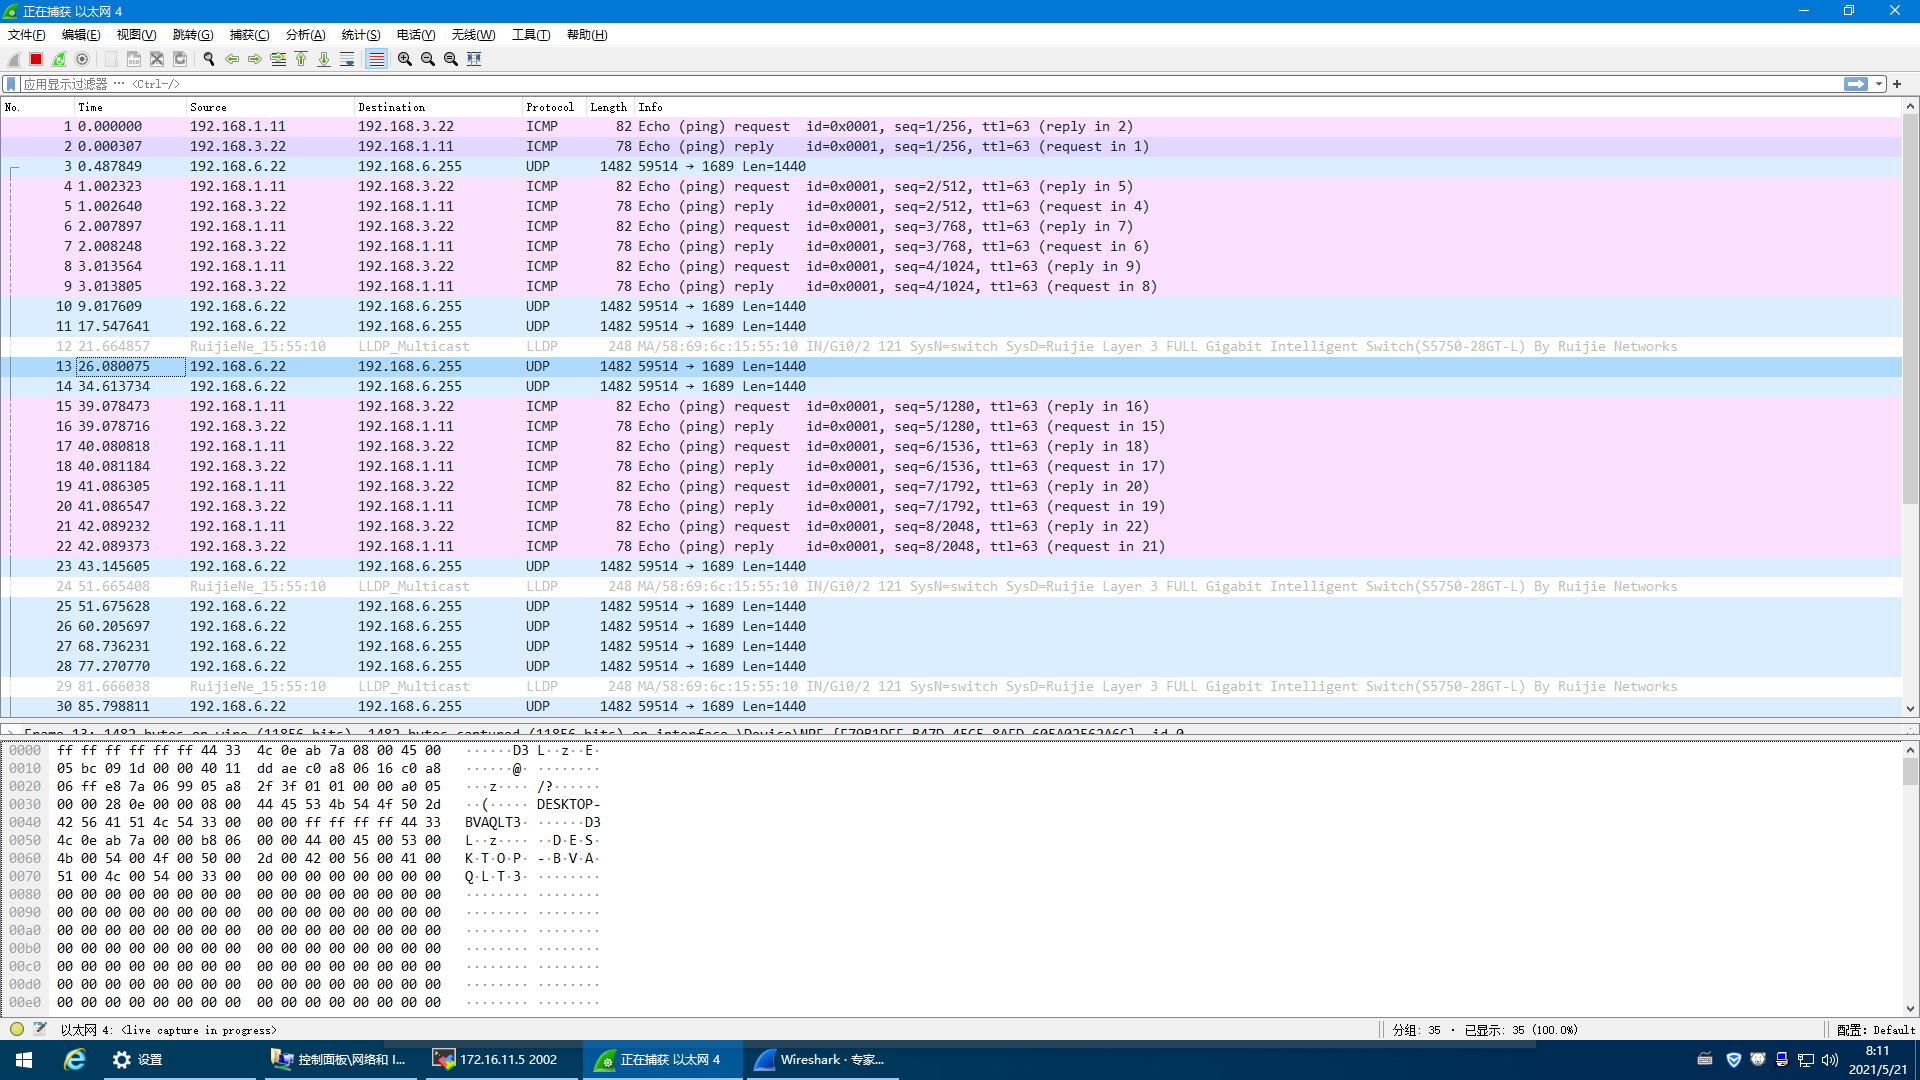 正在捕获 以太网 4
文件(F) 编辑(E) 视图(V) 跳转(G) 捕获(C) 分析(A) 统计(S) 电话(Y) 无线(W) 工具(T) 帮助(H)
应用显示过滤器 … <Ctrl-/>
No. Time Source Destination Protocol Length Info
1 0.000000 192.168.1.11 192.168.3.22 ICMP 82 Echo (ping) request id=0x0001, seq=1/256, ttl=63 (reply in 2)
2 0.000307 192.168.3.22 192.168.1.11 ICMP 78 Echo (ping) reply id=0x0001, seq=1/256, ttl=63 (request in 1)
3 0.487849 192.168.6.22 192.168.6.255 UDP 1482 59514 → 1689 Len=1440
4 1.002323 192.168.1.11 192.168.3.22 ICMP 82 Echo (ping) request id=0x0001, seq=2/512, ttl=63 (reply in 5)
5 1.002640 192.168.3.22 192.168.1.11 ICMP 78 Echo (ping) reply id=0x0001, seq=2/512, ttl=63 (request in 4)
6 2.007897 192.168.1.11 192.168.3.22 ICMP 82 Echo (ping) request id=0x0001, seq=3/768, ttl=63 (reply in 7)
7 2.008248 192.168.3.22 192.168.1.11 ICMP 78 Echo (ping) reply id=0x0001, seq=3/768, ttl=63 (request in 6)
8 3.013564 192.168.1.11 192.168.3.22 ICMP 82 Echo (ping) request id=0x0001, seq=4/1024, ttl=63 (reply in 9)
9 3.013805 192.168.3.22 192.168.1.11 ICMP 78 Echo (ping) reply id=0x0001, seq=4/1024, ttl=63 (request in 8)
10 9.017609 192.168.6.22 192.168.6.255 UDP 1482 59514 → 1689 Len=1440
11 17.547641 192.168.6.22 192.168.6.255 UDP 1482 59514 → 1689 Len=1440
12 21.664857 RuijieNe_15:55:10 LLDP_Multicast LLDP 248 MA/58:69:6c:15:55:10 IN/Gi0/2 121 SysN=switch SysD=Ruijie Layer 3 FULL Gigabit Intelligent Switch(S5750-28GT-L) By Ruijie Networks
13 26.080075 192.168.6.22 192.168.6.255 UDP 1482 59514 → 1689 Len=1440
14 34.613734 192.168.6.22 192.168.6.255 UDP 1482 59514 → 1689 Len=1440
15 39.078473 192.168.1.11 192.168.3.22 ICMP 82 Echo (ping) request id=0x0001, seq=5/1280, ttl=63 (reply in 16)
16 39.078716 192.168.3.22 192.168.1.11 ICMP 78 Echo (ping) reply id=0x0001, seq=5/1280, ttl=63 (request in 15)
17 40.080818 192.168.1.11 192.168.3.22 ICMP 82 Echo (ping) request id=0x0001, seq=6/1536, ttl=63 (reply in 18)
18 40.081184 192.168.3.22 192.168.1.11 ICMP 78 Echo (ping) reply id=0x0001, seq=6/1536, ttl=63 (request in 17)
19 41.086305 192.168.1.11 192.168.3.22 ICMP 82 Echo (ping) request id=0x0001, seq=7/1792, ttl=63 (reply in 20)
20 41.086547 192.168.3.22 192.168.1.11 ICMP 78 Echo (ping) reply id=0x0001, seq=7/1792, ttl=63 (request in 19)
21 42.089232 192.168.1.11 192.168.3.22 ICMP 82 Echo (ping) request id=0x0001, seq=8/2048, ttl=63 (reply in 22)
22 42.089373 192.168.3.22 192.168.1.11 ICMP 78 Echo (ping) reply id=0x0001, seq=8/2048, ttl=63 (request in 21)
23 43.145605 192.168.6.22 192.168.6.255 UDP 1482 59514 → 1689 Len=1440
24 51.665408 RuijieNe_15:55:10 LLDP_Multicast LLDP 248 MA/58:69:6c:15:55:10 IN/Gi0/2 121 SysN=switch SysD=Ruijie Layer 3 FULL Gigabit Intelligent Switch(S5750-28GT-L) By Ruijie Networks
25 51.675628 192.168.6.22 192.168.6.255 UDP 1482 59514 → 1689 Len=1440
26 60.205697 192.168.6.22 192.168.6.255 UDP 1482 59514 → 1689 Len=1440
27 68.736231 192.168.6.22 192.168.6.255 UDP 1482 59514 → 1689 Len=1440
28 77.270770 192.168.6.22 192.168.6.255 UDP 1482 59514 → 1689 Len=1440
29 81.666038 RuijieNe_15:55:10 LLDP_Multicast LLDP 248 MA/58:69:6c:15:55:10 IN/Gi0/2 121 SysN=switch SysD=Ruijie Layer 3 FULL Gigabit Intelligent Switch(S5750-28GT-L) By Ruijie Networks
30 85.798811 192.168.6.22 192.168.6.255 UDP 1482 59514 → 1689 Len=1440
Frame 13: 1482 bytes on wire (11856 bits), 1482 bytes captured (11856 bits) on interface
0000 ff ff ff ff ff ff 44 33 4c 0e ab 7a 08 00 45 00 ······D3 L··z··E·
0010 05 bc 09 1d 00 00 40 11 dd ae c0 a8 06 16 c0 a8 ······@· ········
0020 06 ff e8 7a 06 99 05 a8 2f 3f 01 01 00 00 a0 05 ···z···· /?······
0030 00 00 28 0e 00 00 08 00 44 45 53 4b 54 4f 50 2d ··(····· DESKTOP-
0040 42 56 41 51 4c 54 33 00 00 00 ff ff ff ff 44 33 BVAQLT3· ······D3
0050 4c 0e ab 7a 00 00 b8 06 00 00 44 00 45 00 53 00 L··z···· ··D·E·S·
0060 4b 00 54 00 4f 00 50 00 2d 00 42 00 56 00 41 00 K·T·O·P· -·B·V·A·
0070 51 00 4c 00 54 00 33 00 00 00 00 00 00 00 00 00 Q·L·T·3· ········
0080 00 00 00 00 00 00 00 00 00 00 00 00 00 00 00 00 ········ ········
0090 00 00 00 00 00 00 00 00 00 00 00 00 00 00 00 00 ········ ········
00a0 00 00 00 00 00 00 00 00 00 00 00 00 00 00 00 00 ········ ········
00b0 00 00 00 00 00 00 00 00 00 00 00 00 00 00 00 00 ········ ········
00c0 00 00 00 00 00 00 00 00 00 00 00 00 00 00 00 00 ········ ········
00d0 00 00 00 00 00 00 00 00 00 00 00 00 00 00 00 00 ········ ········
00e0 00 00 00 00 00 00 00 00 00 00 00 00 00 00 00 00 ········ ········
以太网 4: <live capture in progress> 分组: 35 · 已显示: 35 (100.0%) 配置: Default
设置 控制面板\网络和 I... 172.16.11.5 2002 正在捕获 以太网 4 Wireshark · 专家...
8:11
2021/5/21